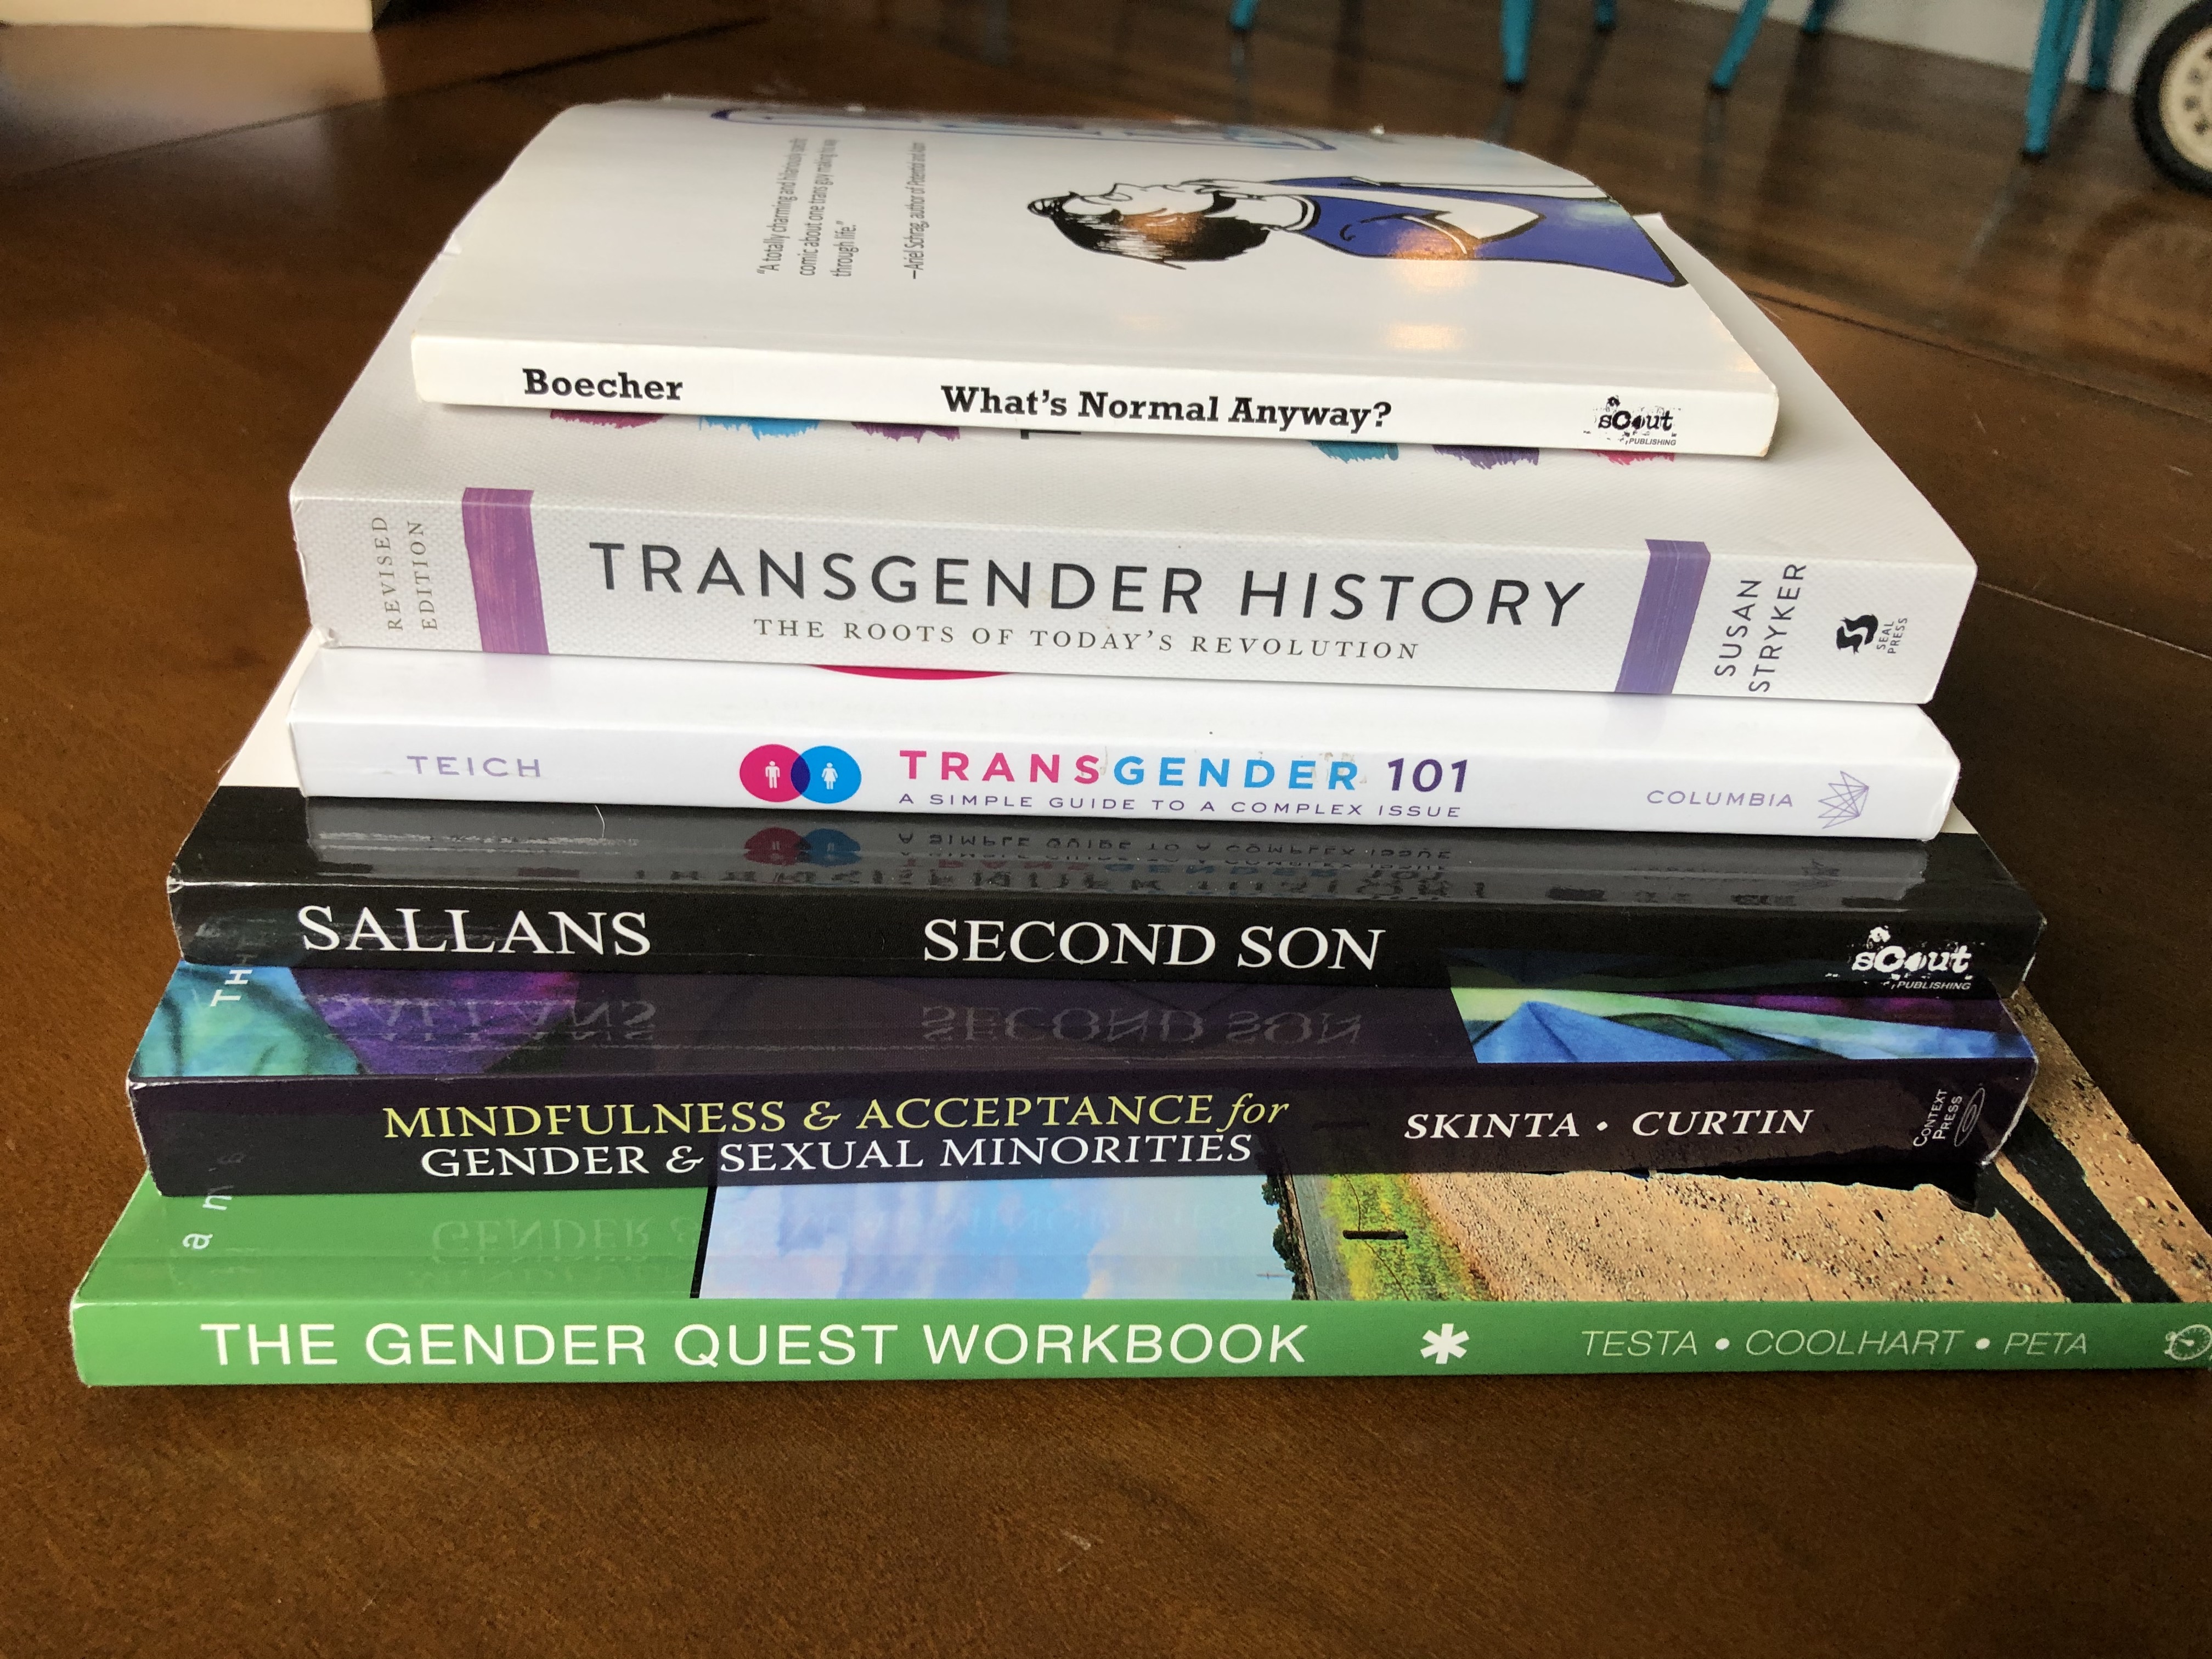 "A totally charming and hilariously sweet
comic about one trans guy making his way
through life."
—Ariel Schrag, author of Potential and Adam
Boecher What's Normal Anyway? sCout
PUBLISHING
REVISED
EDITION
TRANSGENDER HISTORY
THE ROOTS OF TODAY'S REVOLUTION
SUSAN
STRYKER
SEAL
PRESS
TEICH TRANSGENDER 101 COLUMBIA
A SIMPLE GUIDE TO A COMPLEX ISSUE
SALLANS SECOND SON sCout
PUBLISHING
MINDFULNESS & ACCEPTANCE for
GENDER & SEXUAL MINORITIES
SKINTA • CURTIN
CONTEXT
PRESS
THE GENDER QUEST WORKBOOK * TESTA • COOLHART • PETA